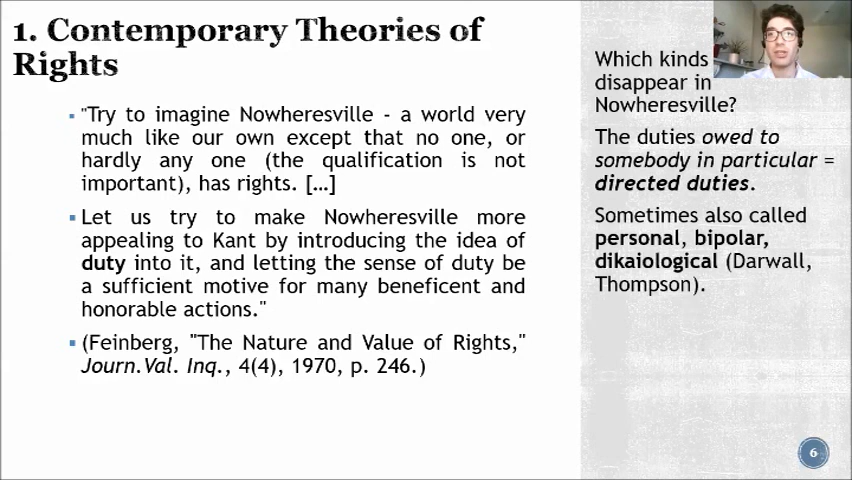 1. Contemporary Theories of
Rights
"Try to imagine Nowheresville - a world very
much like our own except that no one, or
hardly any one (the qualification is not
important), has rights. […]
Let us try to make Nowheresville more
appealing to Kant by introducing the idea of
duty into it, and letting the sense of duty be
a sufficient motive for many beneficent and
honorable actions."
(Feinberg, "The Nature and Value of Rights,"
Journ.Val. Inq., 4(4), 1970, p. 246.)
Which kinds
disappear in
Nowheresville?
The duties owed to
somebody in particular =
directed duties.
Sometimes also called
personal, bipolar,
dikaiological (Darwall,
Thompson).
6